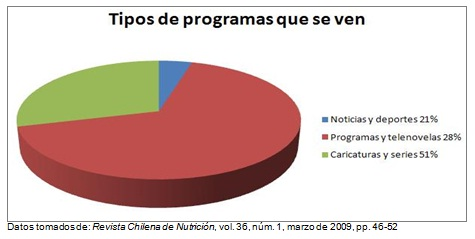 Tipos de programas que se ven
Noticias y deportes 21%
Programas y telenovelas 28%
Caricaturas y series 51%
Datos tomados de: Revista Chilena de Nutrición, vol. 36, núm. 1, marzo de 2009, pp. 46-52